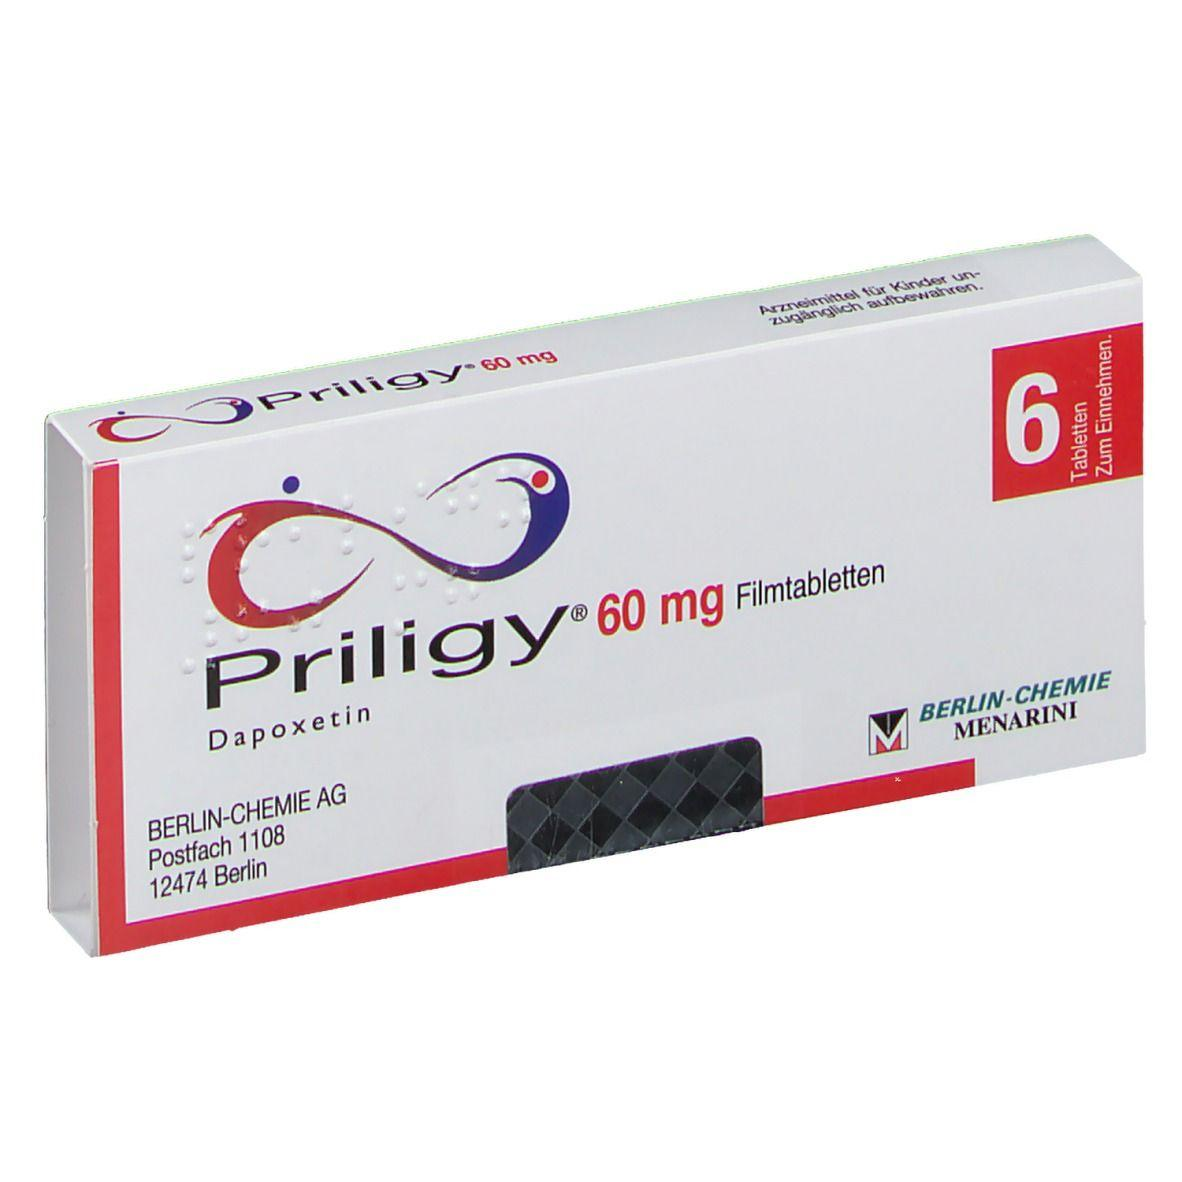 Arzneimittel für Kinder un-
zugänglich aufbewahren.
Priligy® 60 mg
6
Tabletten
Zum Einnehmen.
Priligy® 60 mg Filmtabletten
Dapoxetin
BERLIN-CHEMIE
MENARINI
BERLIN-CHEMIE AG
Postfach 1108
12474 Berlin